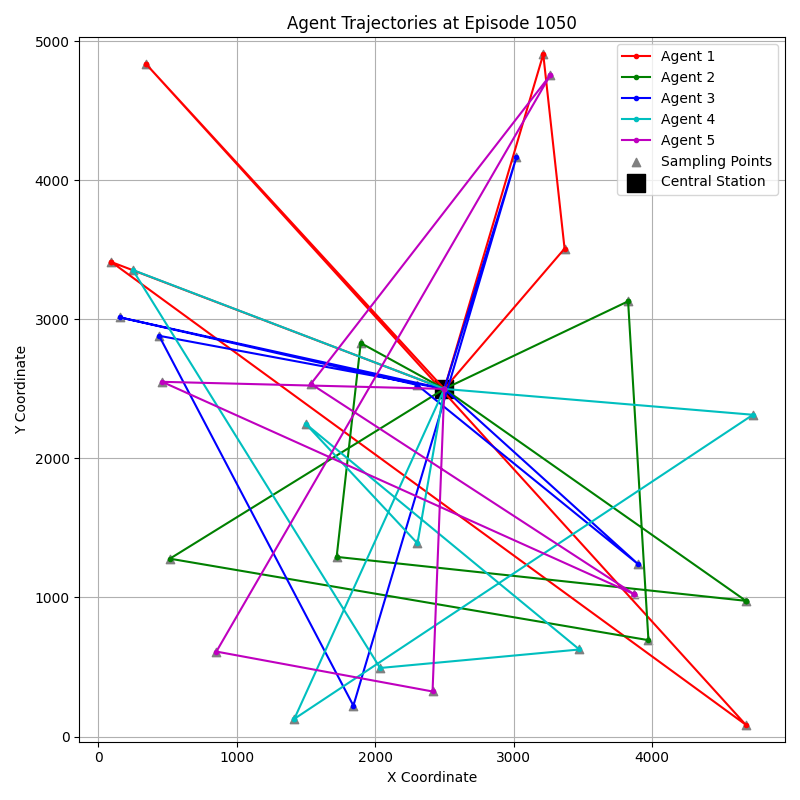 Agent Trajectories at Episode 1050
Agent 1
Agent 2
Agent 3
Agent 4
Agent 5
Sampling Points
Central Station
Y Coordinate
5000
4000
3000
2000
1000
0
0 1000 2000 3000 4000
X Coordinate